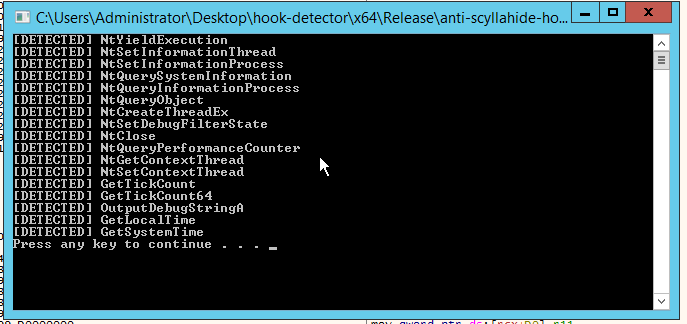 C:\Users\Administrator\Desktop\hook-detector\x64\Release\anti-scyllahide-ho...
[DETECTED] NtYieldExecution
[DETECTED] NtSetInformationThread
[DETECTED] NtSetInformationProcess
[DETECTED] NtQuerySystemInformation
[DETECTED] NtQueryInformationProcess
[DETECTED] NtQueryObject
[DETECTED] NtCreateThreadEx
[DETECTED] NtSetDebugFilterState
[DETECTED] NtClose
[DETECTED] NtQueryPerformanceCounter
[DETECTED] NtGetContextThread
[DETECTED] NtSetContextThread
[DETECTED] GetTickCount
[DETECTED] GetTickCount64
[DETECTED] OutputDebugStringA
[DETECTED] GetLocalTime
[DETECTED] GetSystemTime
Press any key to continue . . . _